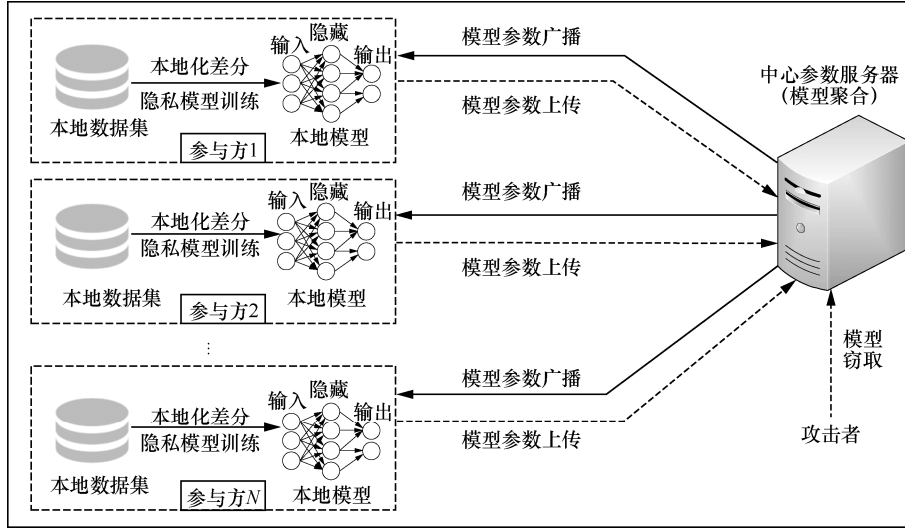 模型参数广播
模型参数上传
中心参数服务器
(模型聚合)
输入
隐藏
输出
本地化差分
隐私模型训练
本地数据集
本地模型
参与方1
模型参数广播
模型参数上传
输入
隐藏
输出
本地化差分
隐私模型训练
本地数据集
本地模型
参与方2
⋮
模型参数广播
模型参数上传
输入
隐藏
输出
本地化差分
隐私模型训练
本地数据集
本地模型
参与方N
模型
窃取
攻击者